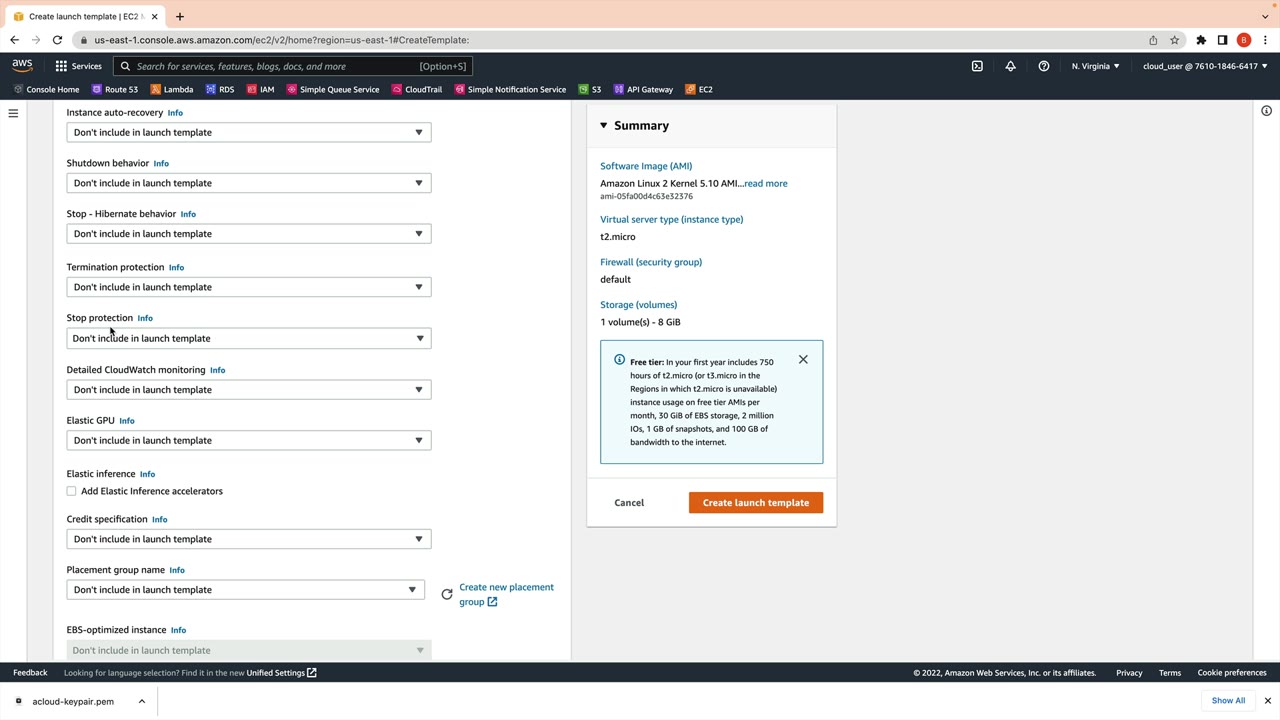 Create launch template | EC2 M
us-east-1.console.aws.amazon.com/ec2/v2/home?region=us-east-1#CreateTemplate:
B
aws
Services
Search for services, features, blogs, docs, and more
[Option+S]
N. Virginia
cloud_user @ 7610-1846-6417
Console Home
Route 53
Lambda
RDS
IAM
Simple Queue Service
CloudTrail
Simple Notification Service
S3
API Gateway
EC2
Instance auto-recovery Info
Don't include in launch template
Shutdown behavior Info
Don't include in launch template
Stop - Hibernate behavior Info
Don't include in launch template
Termination protection Info
Don't include in launch template
Stop protection Info
Don't include in launch template
Detailed CloudWatch monitoring Info
Don't include in launch template
Elastic GPU Info
Don't include in launch template
Elastic inference Info
Add Elastic Inference accelerators
Credit specification Info
Don't include in launch template
Placement group name Info
Don't include in launch template
Create new placement
group
EBS-optimized instance Info
Don't include in launch template
Summary
Software Image (AMI)
Amazon Linux 2 Kernel 5.10 AMI...read more
ami-05fa00d4c63e32376
Virtual server type (instance type)
t2.micro
Firewall (security group)
default
Storage (volumes)
1 volume(s) - 8 GiB
Free tier: In your first year includes 750
hours of t2.micro (or t3.micro in the
Regions in which t2.micro is unavailable)
instance usage on free tier AMIs per
month, 30 GiB of EBS storage, 2 million
IOs, 1 GB of snapshots, and 100 GB of
bandwidth to the internet.
Cancel
Create launch template
Feedback
Looking for language selection? Find it in the new Unified Settings
© 2022, Amazon Web Services, Inc. or its affiliates.
Privacy
Terms
Cookie preferences
acloud-keypair.pem
Show All